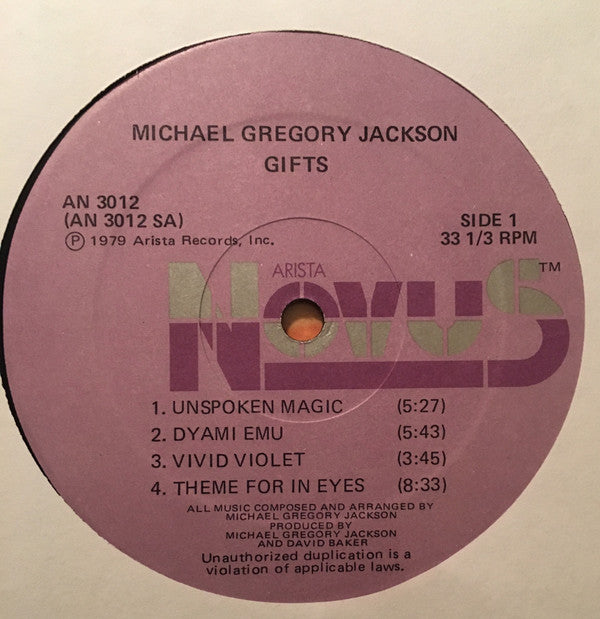 MICHAEL GREGORY JACKSON
GIFTS
AN 3012
(AN 3012 SA)
Ⓟ 1979 Arista Records, Inc.
SIDE 1
33 1/3 RPM
ARISTA
NOVUS™
1. UNSPOKEN MAGIC (5:27)
2. DYAMI EMU (5:43)
3. VIVID VIOLET (3:45)
4. THEME FOR IN EYES (8:33)
ALL MUSIC COMPOSED AND ARRANGED BY
MICHAEL GREGORY JACKSON
PRODUCED BY
MICHAEL GREGORY JACKSON
AND DAVID BAKER
Unauthorized duplication is a
violation of applicable laws.